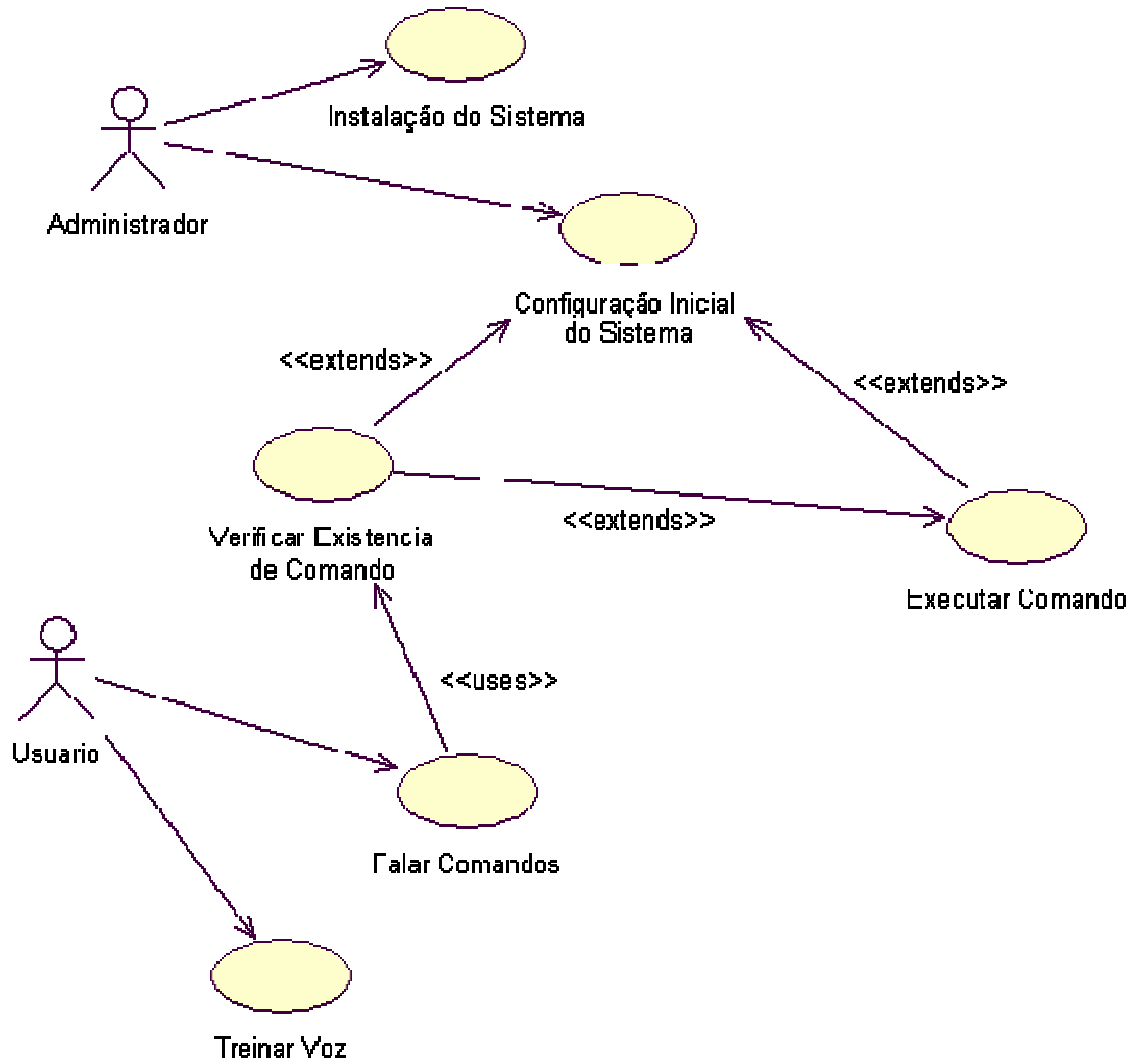 Instalação do Sistema
Administrador
Configuração Inicial
do Sistema
<<extends>>
<<extends>>
<<extends>>
Verificar Existencia
de Comando
Executar Comando
<<uses>>
Usuario
Falar Comandos
Treinar Voz